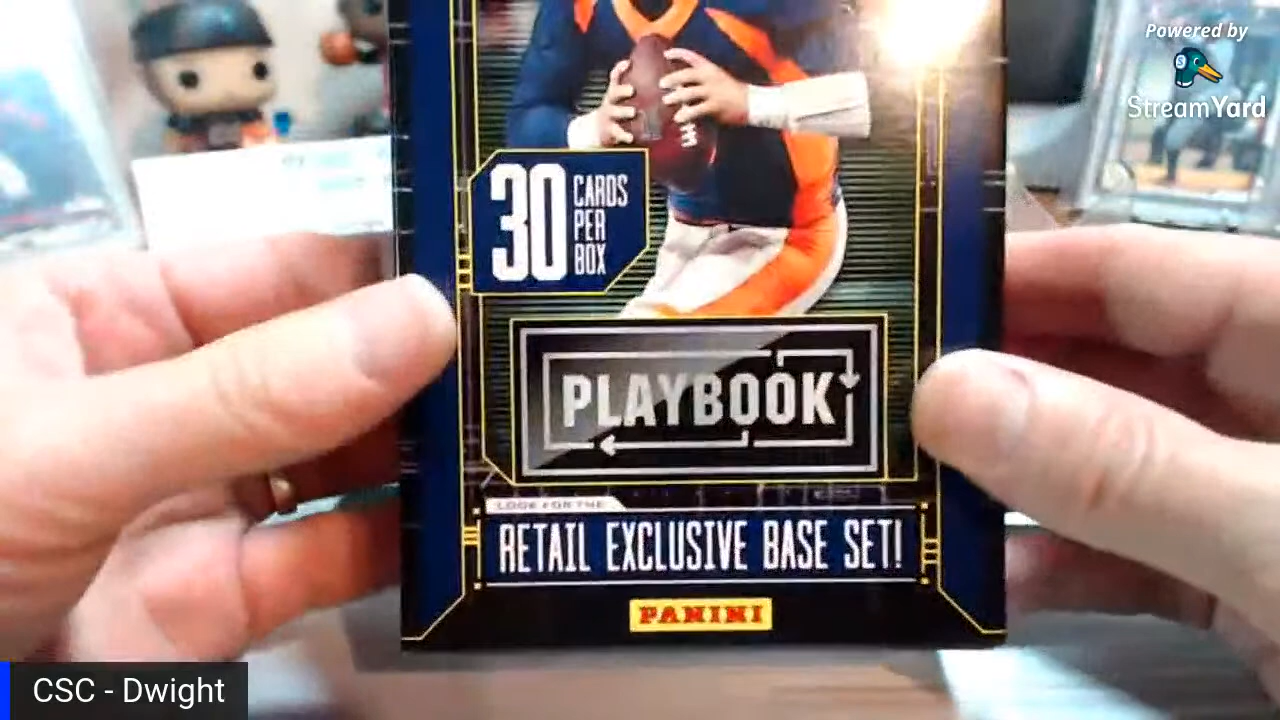 Powered by
StreamYard
30
CARDS
PER
BOX
PLAYBOOK
LOOK FOR THE
RETAIL EXCLUSIVE BASE SET!
PANINI
CSC - Dwight